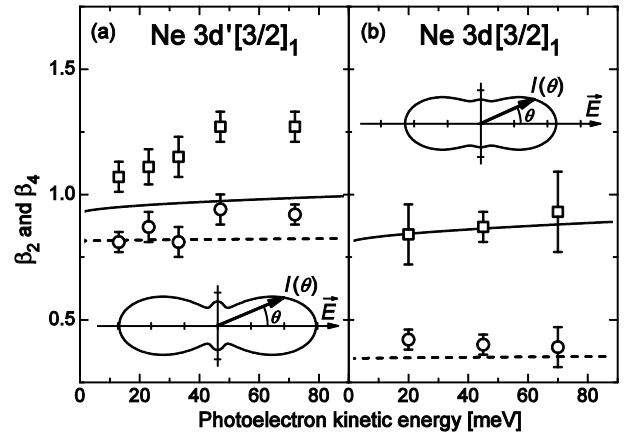 (a) Ne 3d'[3/2]₁
(b) Ne 3d[3/2]₁
β₂ and β₄
1.5
1.0
0.5
I(θ)
θ
E⃗
I(θ)
θ
E⃗
0 20 40 60 80
0 20 40 60 80
Photoelectron kinetic energy [meV]